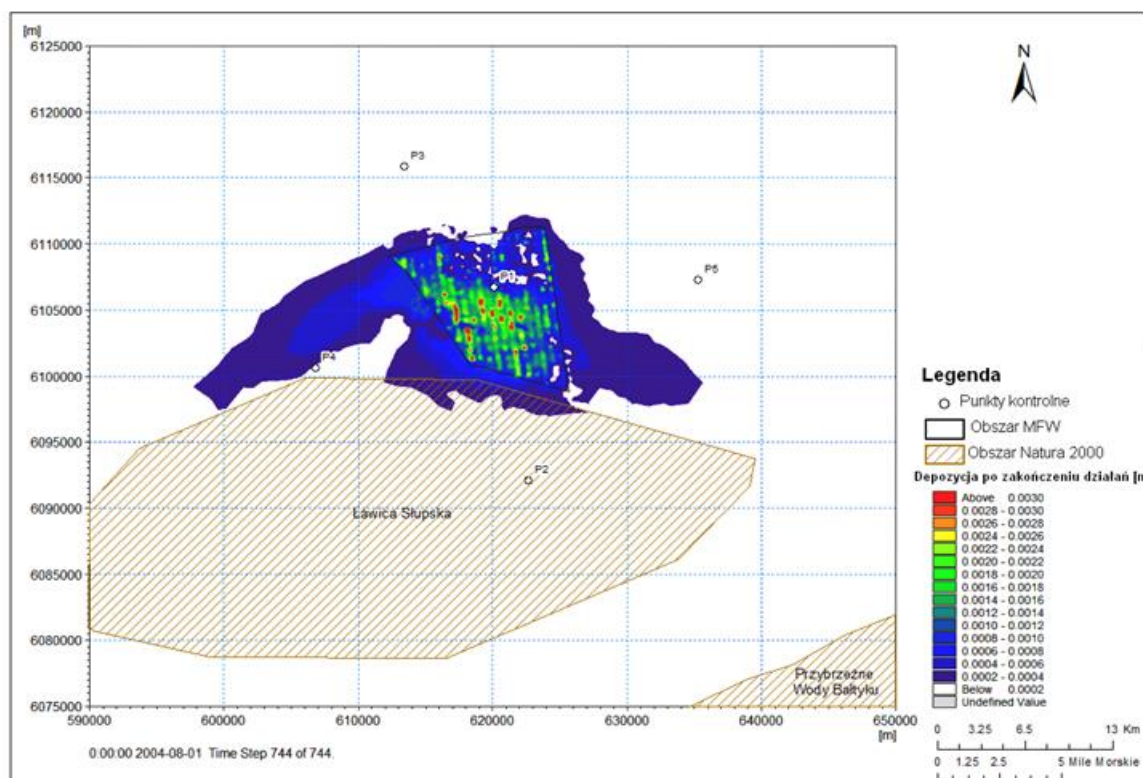 [m]
6125000
6120000
6115000
6110000
6105000
6100000
6095000
6090000
6085000
6080000
6075000
590000 600000 610000 620000 630000 640000 650000
[m]
P3
P1
P5
P4
P2
Ławica Słupska
Przybrzeżne
Wody Bałtyku
0:00:00 2004-08-01 Time Step 744 of 744.
N
Legenda
Punkty kontrolne
Obszar MFW
Obszar Natura 2000
Depozycja po zakończeniu działań [m
Above 0.0030
0.0028 - 0.0030
0.0026 - 0.0028
0.0024 - 0.0026
0.0022 - 0.0024
0.0020 - 0.0022
0.0018 - 0.0020
0.0016 - 0.0018
0.0014 - 0.0016
0.0012 - 0.0014
0.0010 - 0.0012
0.0008 - 0.0010
0.0006 - 0.0008
0.0004 - 0.0006
0.0002 - 0.0004
Below 0.0002
Undefined Value
0 3.25 6.5 13 Km
0 1.25 2.5 5 Mile Morskie